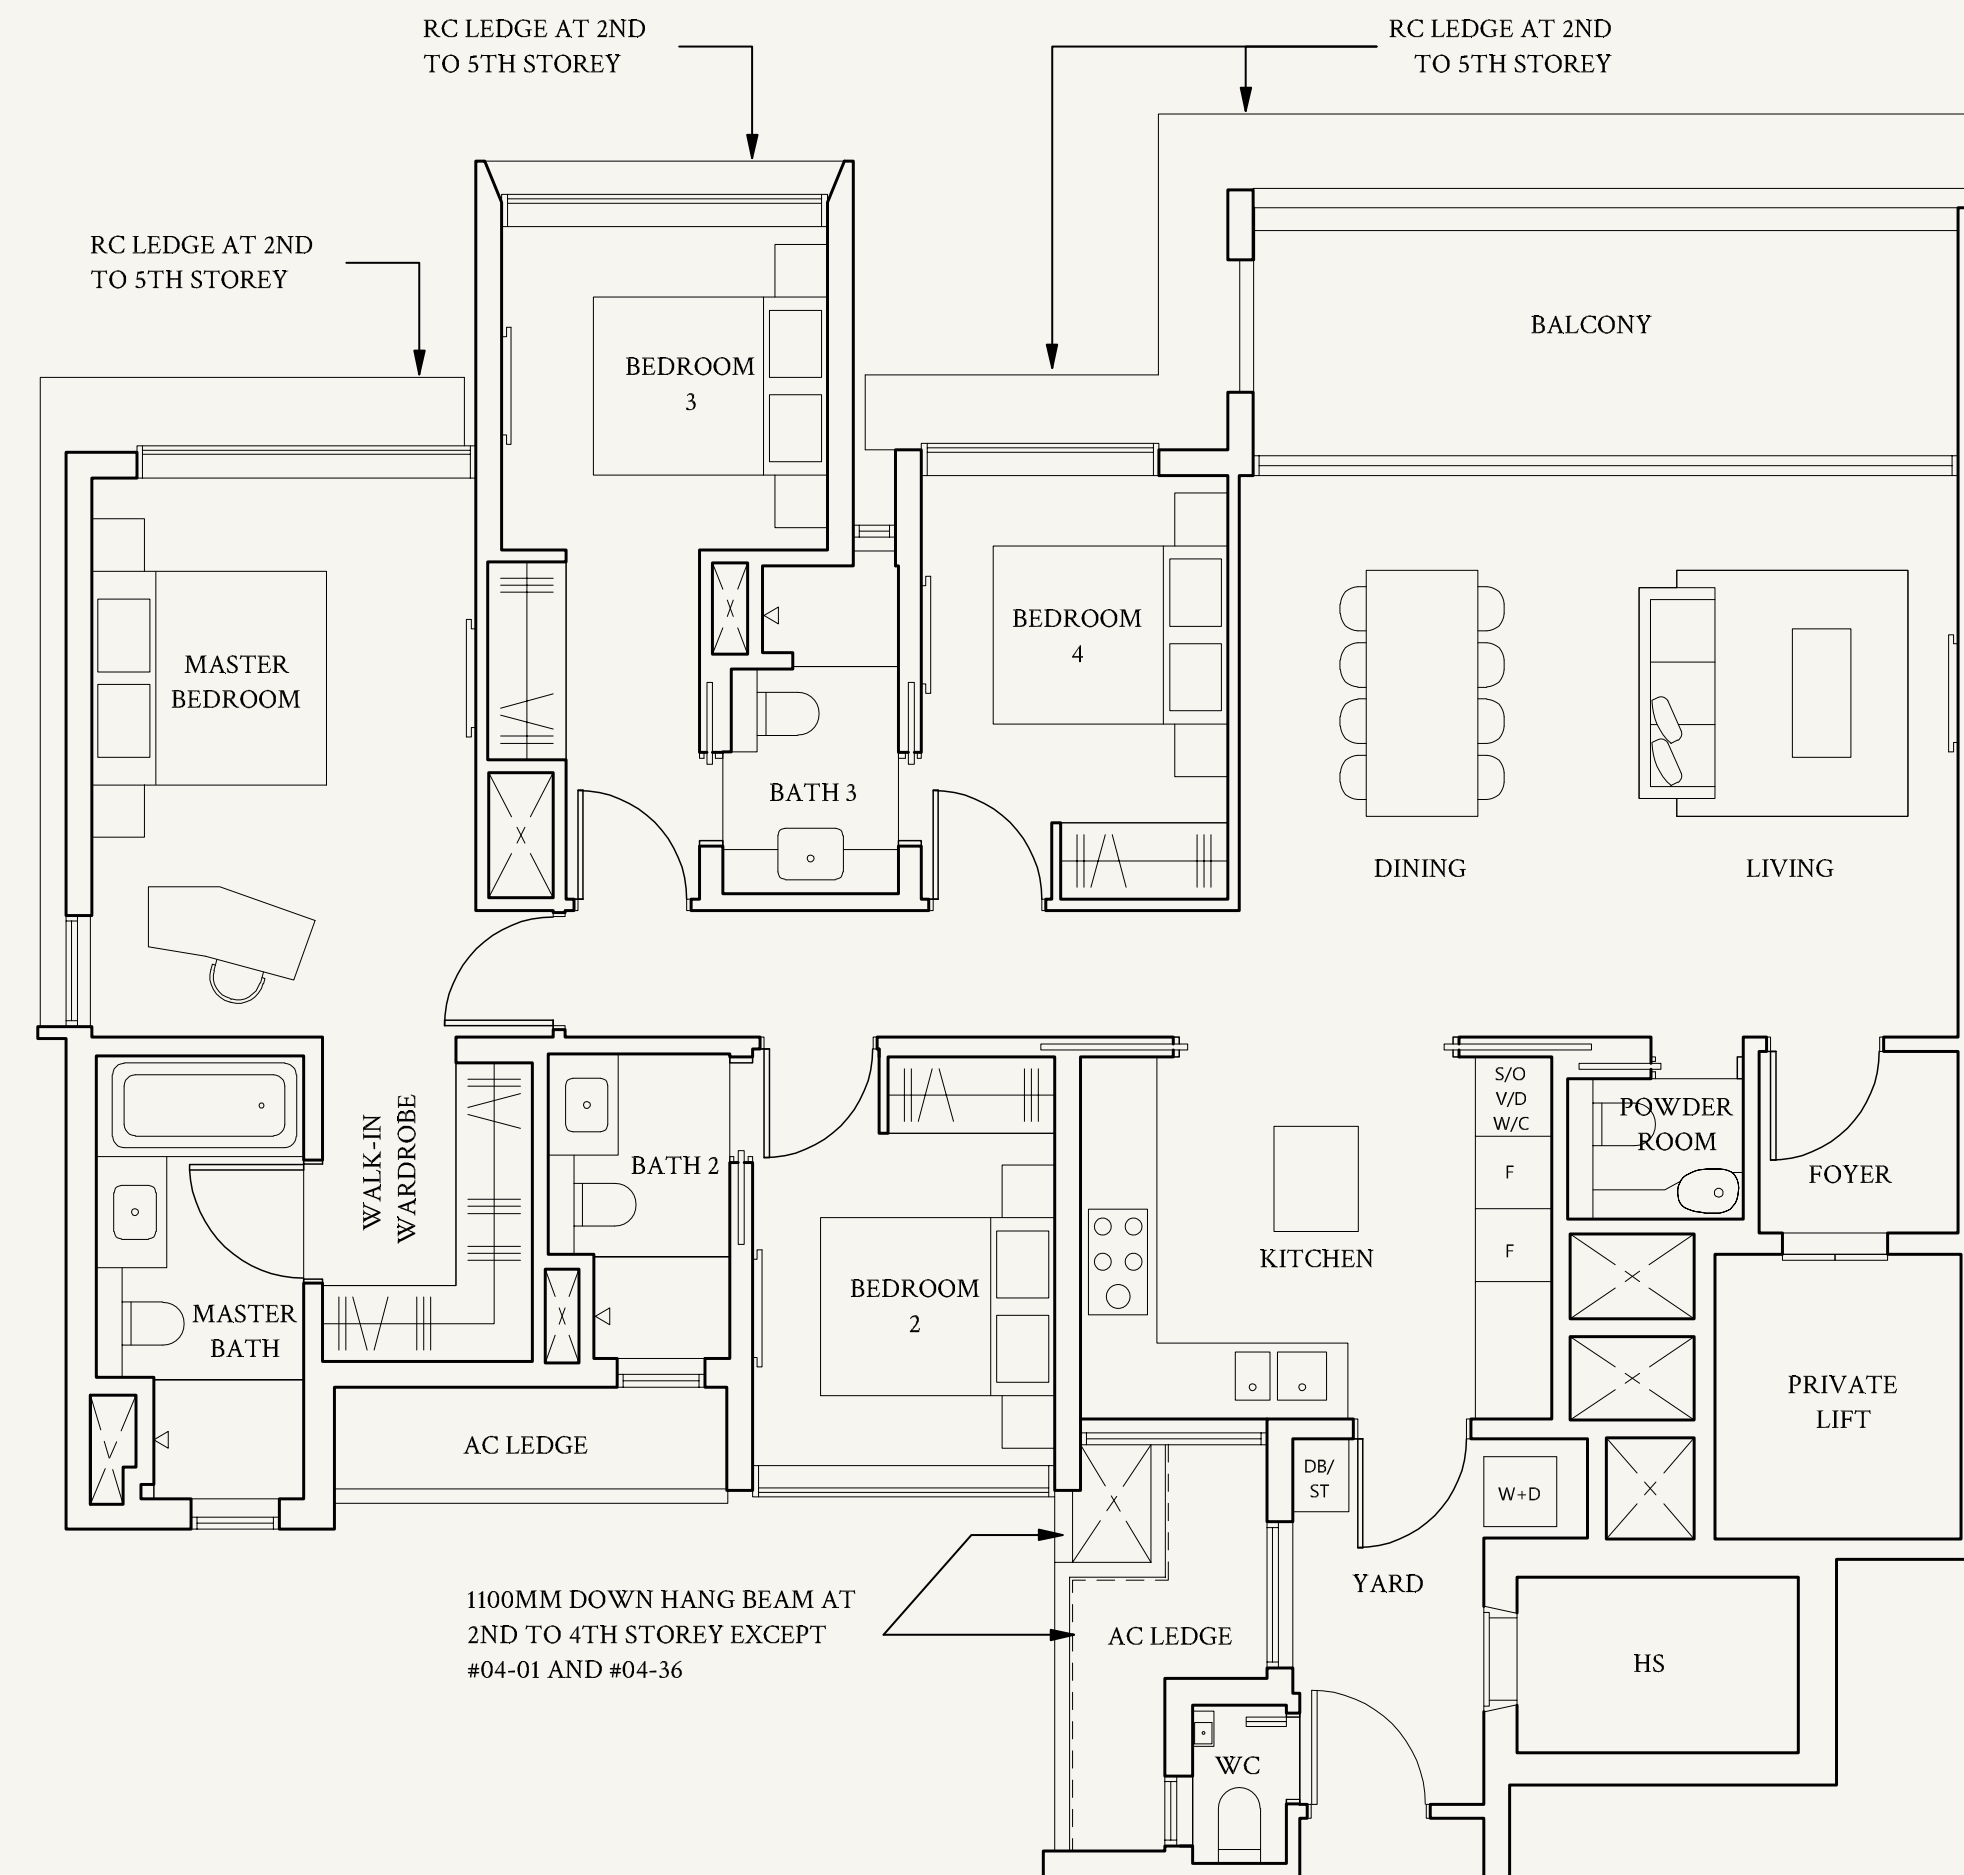 RC LEDGE AT 2ND
TO 5TH STOREY
RC LEDGE AT 2ND
TO 5TH STOREY
RC LEDGE AT 2ND
TO 5TH STOREY
BALCONY
BEDROOM
3
BEDROOM
4
MASTER
BEDROOM
BATH 3
DINING
LIVING
S/O
V/D
W/C
POWDER
ROOM
WALK-IN
WARDROBE
BATH 2
F
FOYER
F
KITCHEN
BEDROOM
2
MASTER
BATH
PRIVATE
LIFT
AC LEDGE
DB/
ST
W+D
YARD
1100MM DOWN HANG BEAM AT
2ND TO 4TH STOREY EXCEPT
#04-01 AND #04-36
AC LEDGE
HS
WC